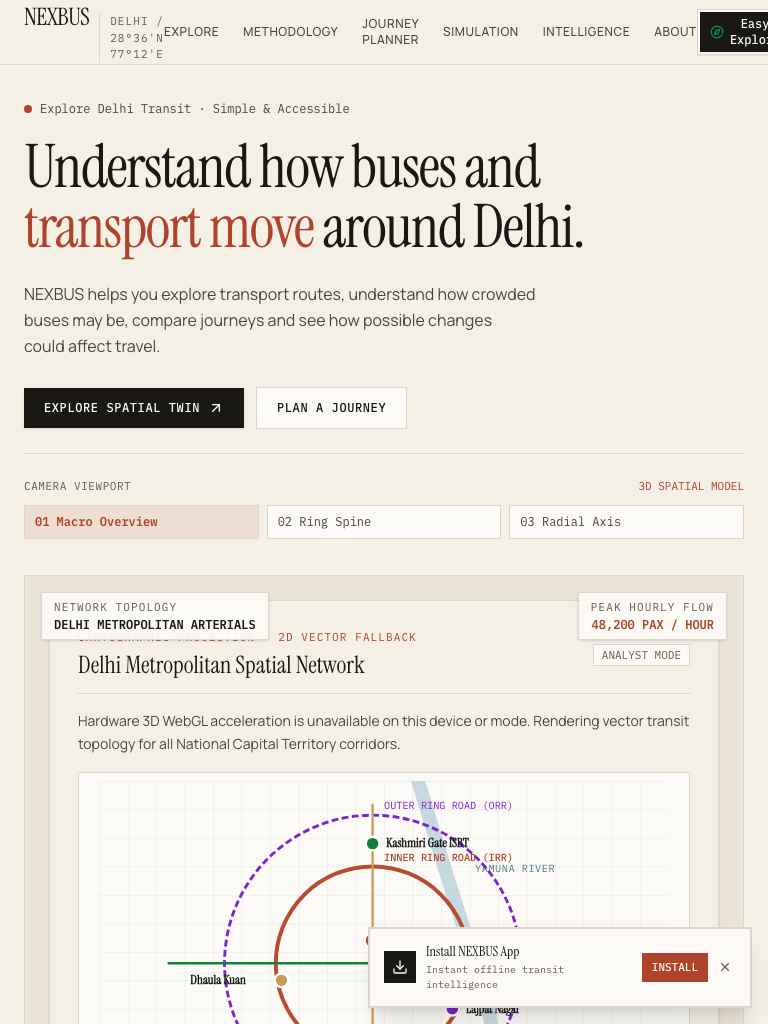 NEXBUS
DELHI /
28°36'N
77°12'E
EXPLORE
METHODOLOGY
JOURNEY
PLANNER
SIMULATION
INTELLIGENCE
ABOUT
Easy
Explore Delhi Transit · Simple & Accessible
Understand how buses and
transport move around Delhi.
NEXBUS helps you explore transport routes, understand how crowded
buses may be, compare journeys and see how possible changes
could affect travel.
EXPLORE SPATIAL TWIN
PLAN A JOURNEY
CAMERA VIEWPORT
3D SPATIAL MODEL
01 Macro Overview
02 Ring Spine
03 Radial Axis
NETWORK TOPOLOGY
DELHI METROPOLITAN ARTERIALS
PEAK HOURLY FLOW
48,200 PAX / HOUR
2D VECTOR FALLBACK
Delhi Metropolitan Spatial Network
ANALYST MODE
Hardware 3D WebGL acceleration is unavailable on this device or mode. Rendering vector transit
topology for all National Capital Territory corridors.
OUTER RING ROAD (ORR)
Kashmiri Gate ISBT
INNER RING ROAD (IRR)
YAMUNA RIVER
Dhaula Kuan
Lajpat Nagar
Install NEXBUS App
Instant offline transit
intelligence
INSTALL